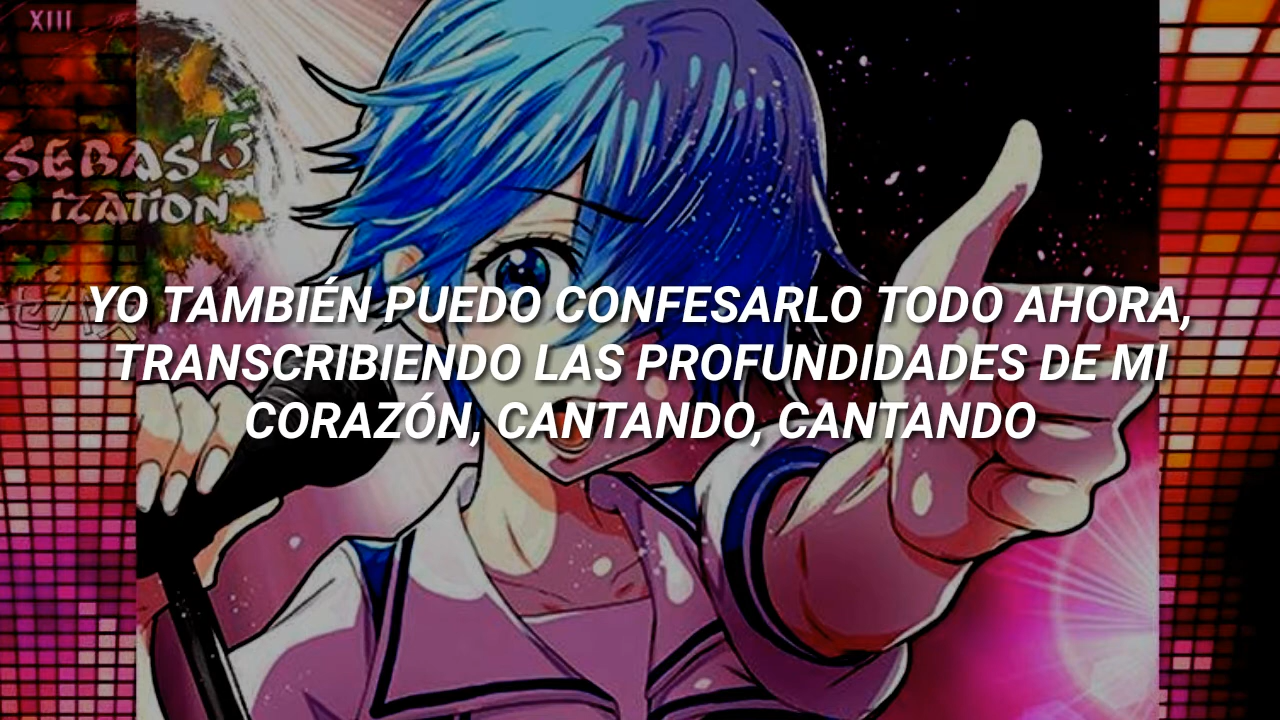 XIII
SEBAS13
IZATION
YO TAMBIÉN PUEDO CONFESARLO TODO AHORA,
TRANSCRIBIENDO LAS PROFUNDIDADES DE MI
CORAZÓN, CANTANDO, CANTANDO